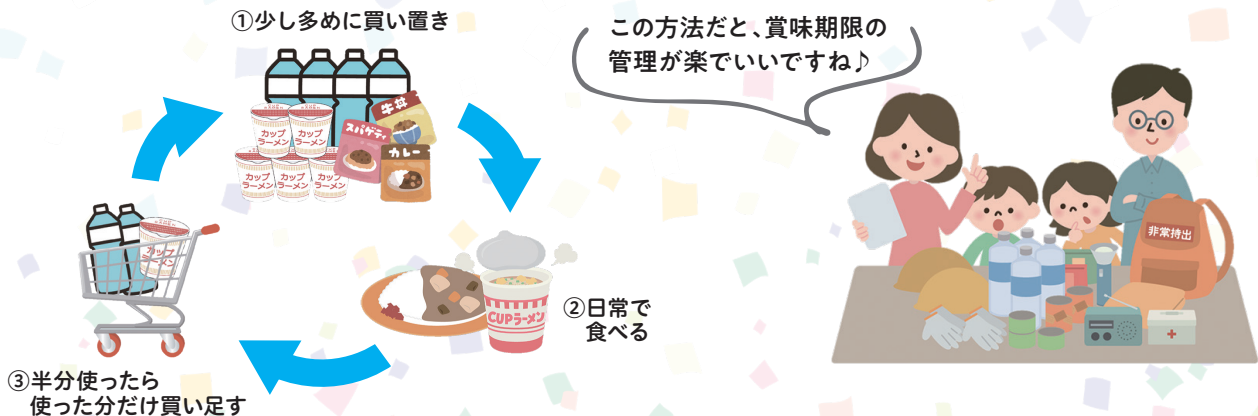 ①少し多めに買い置き
カップ
ラーメン
カップ
ラーメン
カップ
ラーメン
カップ
ラーメン
カップ
ラーメン
牛丼
スパゲティ
カレー
この方法だと、賞味期限の
管理が楽でいいですね♪
非常持出
カップ
ラーメン
CUPラーメン
②日常で
食べる
③半分使ったら
使った分だけ買い足す